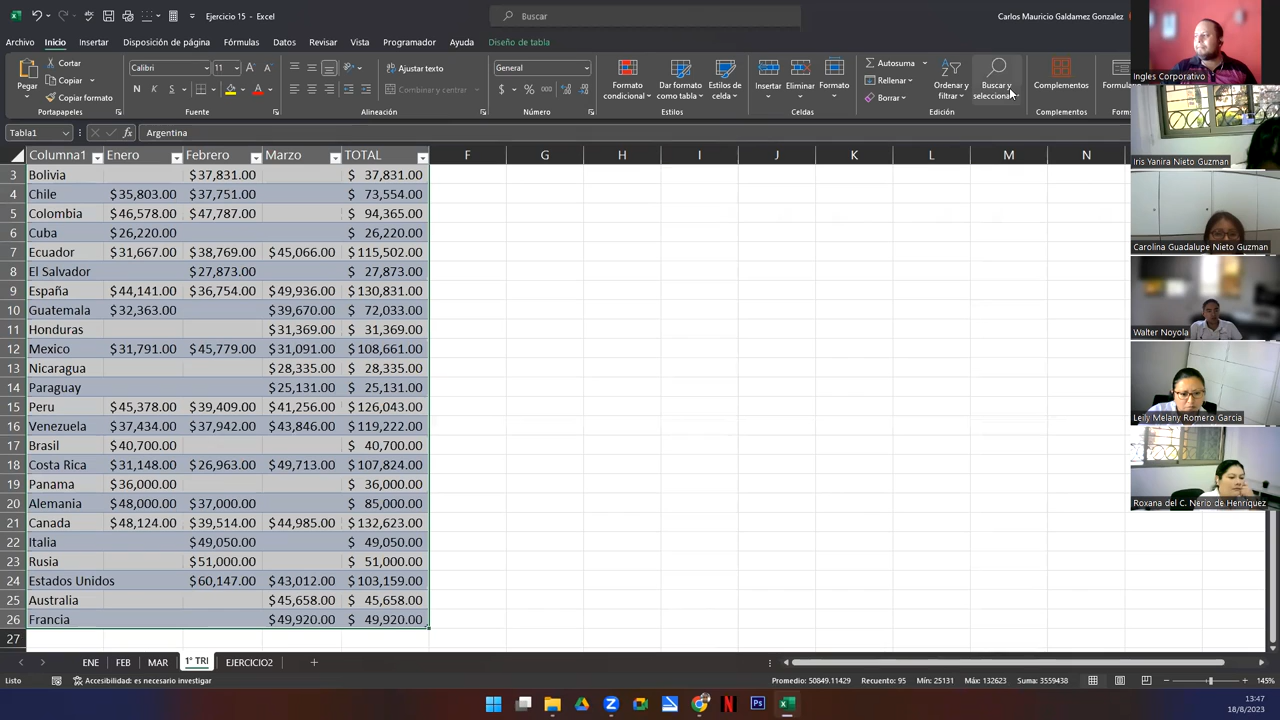 Ejercicio 15 - Excel
Buscar
Carlos Mauricio Galdamez Gonzalez
Archivo Inicio Insertar Disposición de página Fórmulas Datos Revisar Vista Programador Ayuda Diseño de tabla
Pegar
Cortar
Copiar
Copiar formato
Portapapeles
Calibri 11
N K S
Fuente
Ajustar texto
Combinar y centrar
Alineación
General
$ % 000
Número
Formato condicional
Dar formato como tabla
Estilos de celda
Estilos
Insertar
Eliminar
Formato
Celdas
Autosuma
Rellenar
Borrar
Ordenar y filtrar
Buscar y seleccionar
Edición
Complementos
Complementos
Tabla1
fx
Argentina
Columna1 Enero Febrero Marzo TOTAL F G H I J K L M N
3 Bolivia $37,831.00 $ 37,831.00
4 Chile $35,803.00 $37,751.00 $ 73,554.00
5 Colombia $46,578.00 $47,787.00 $ 94,365.00
6 Cuba $26,220.00 $ 26,220.00
7 Ecuador $31,667.00 $38,769.00 $45,066.00 $115,502.00
8 El Salvador $27,873.00 $ 27,873.00
9 España $44,141.00 $36,754.00 $49,936.00 $130,831.00
10 Guatemala $32,363.00 $39,670.00 $ 72,033.00
11 Honduras $31,369.00 $ 31,369.00
12 Mexico $31,791.00 $45,779.00 $31,091.00 $108,661.00
13 Nicaragua $28,335.00 $ 28,335.00
14 Paraguay $25,131.00 $ 25,131.00
15 Peru $45,378.00 $39,409.00 $41,256.00 $126,043.00
16 Venezuela $37,434.00 $37,942.00 $43,846.00 $119,222.00
17 Brasil $40,700.00 $ 40,700.00
18 Costa Rica $31,148.00 $26,963.00 $49,713.00 $107,824.00
19 Panama $36,000.00 $ 36,000.00
20 Alemania $48,000.00 $37,000.00 $ 85,000.00
21 Canada $48,124.00 $39,514.00 $44,985.00 $132,623.00
22 Italia $49,050.00 $ 49,050.00
23 Rusia $51,000.00 $ 51,000.00
24 Estados Unidos $60,147.00 $43,012.00 $103,159.00
25 Australia $45,658.00 $ 45,658.00
26 Francia $49,920.00 $ 49,920.00
27
ENE FEB MAR 1° TRI EJERCICIO2
Listo
Accesibilidad: es necesario investigar
Promedio: 50849.11429 Recuento: 95 Mín: 25131 Máx: 132623 Suma: 3559438
145%
13:47
18/8/2023
Ingles Corporativo
Iris Yanira Nieto Guzman
Carolina Guadalupe Nieto Guzman
Walter Noyola
Leily Melany Romero Garcia
Roxana del C. Nerio de Henríquez